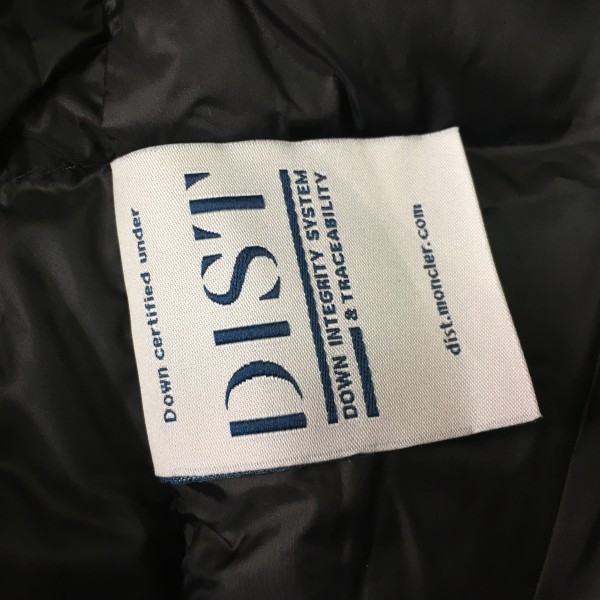 Down certified under
DIST
DOWN INTEGRITY SYSTEM
& TRACEABILITY
dist.moncler.com